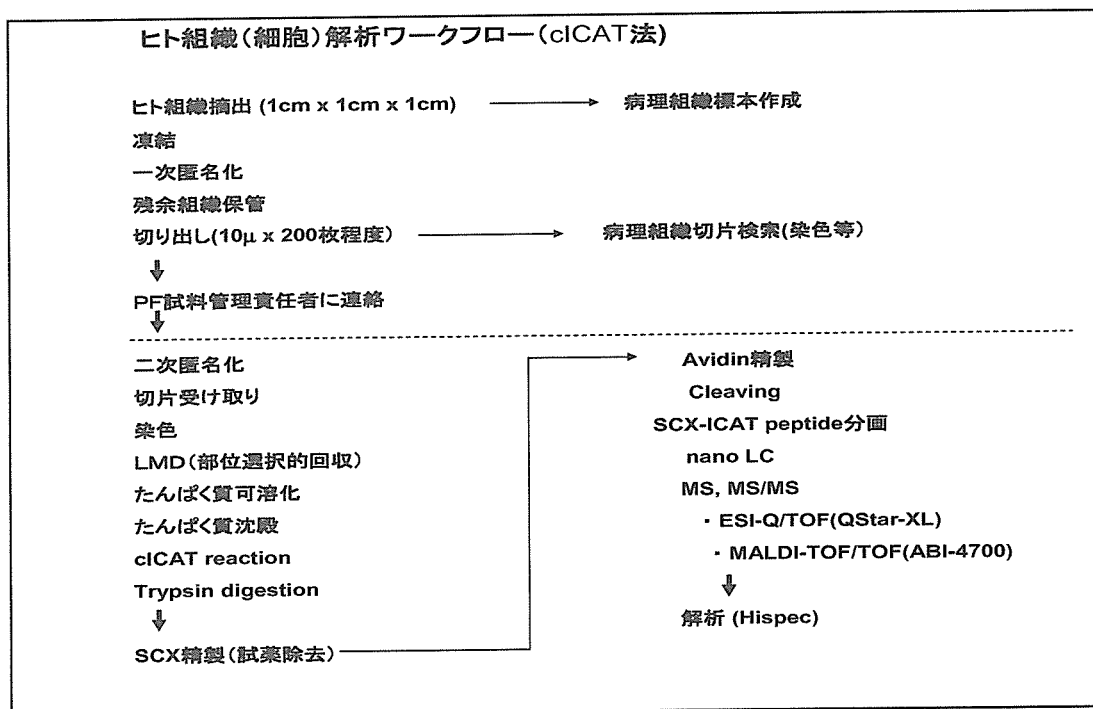 ヒト組織(細胞)解析ワークフロー(cICAT法)
ヒト組織摘出 (1cm x 1cm x 1cm)
病理組織標本作成
凍結
一次匿名化
残余組織保管
切り出し(10μ x 200枚程度)
病理組織切片検索(染色等)
PF試料管理責任者に連絡
二次匿名化
切片受け取り
染色
LMD(部位選択的回収)
たんぱく質可溶化
たんぱく質沈殿
cICAT reaction
Trypsin digestion
SCX精製(試薬除去)
Avidin精製
Cleaving
SCX-ICAT peptide分画
nano LC
MS, MS/MS
・ESI-Q/TOF(QStar-XL)
・MALDI-TOF/TOF(ABI-4700)
解析 (Hispec)